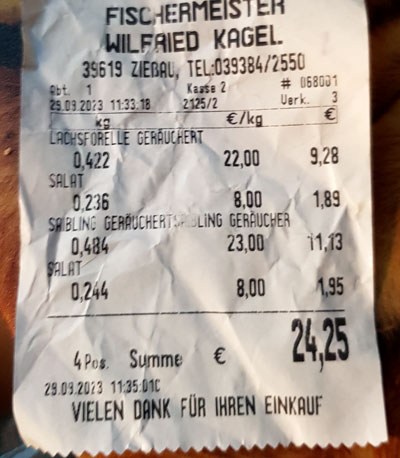 FISCHERMEISTER
WILFRIED KAGEL
39619 ZIEßAU, TEL:039384/2550
Abt. 1 Kasse 2 # 068001
29.09.2023 11:33.18 2125/2 Verk. 3
kg €/kg €
LACHSFORELLE GERÄUCHERT
0,422 22,00 9,28
SALAT
0,236 8,00 1,89
SAIBLING GERÄUCHERTSAIBLING GERÄUCHER
0,484 23,00 11,13
SALAT
0,244 8,00 1,95
4 Pos. Summe € 24,25
29.09.2023 11:35:01C
VIELEN DANK FÜR IHREN EINKAUF